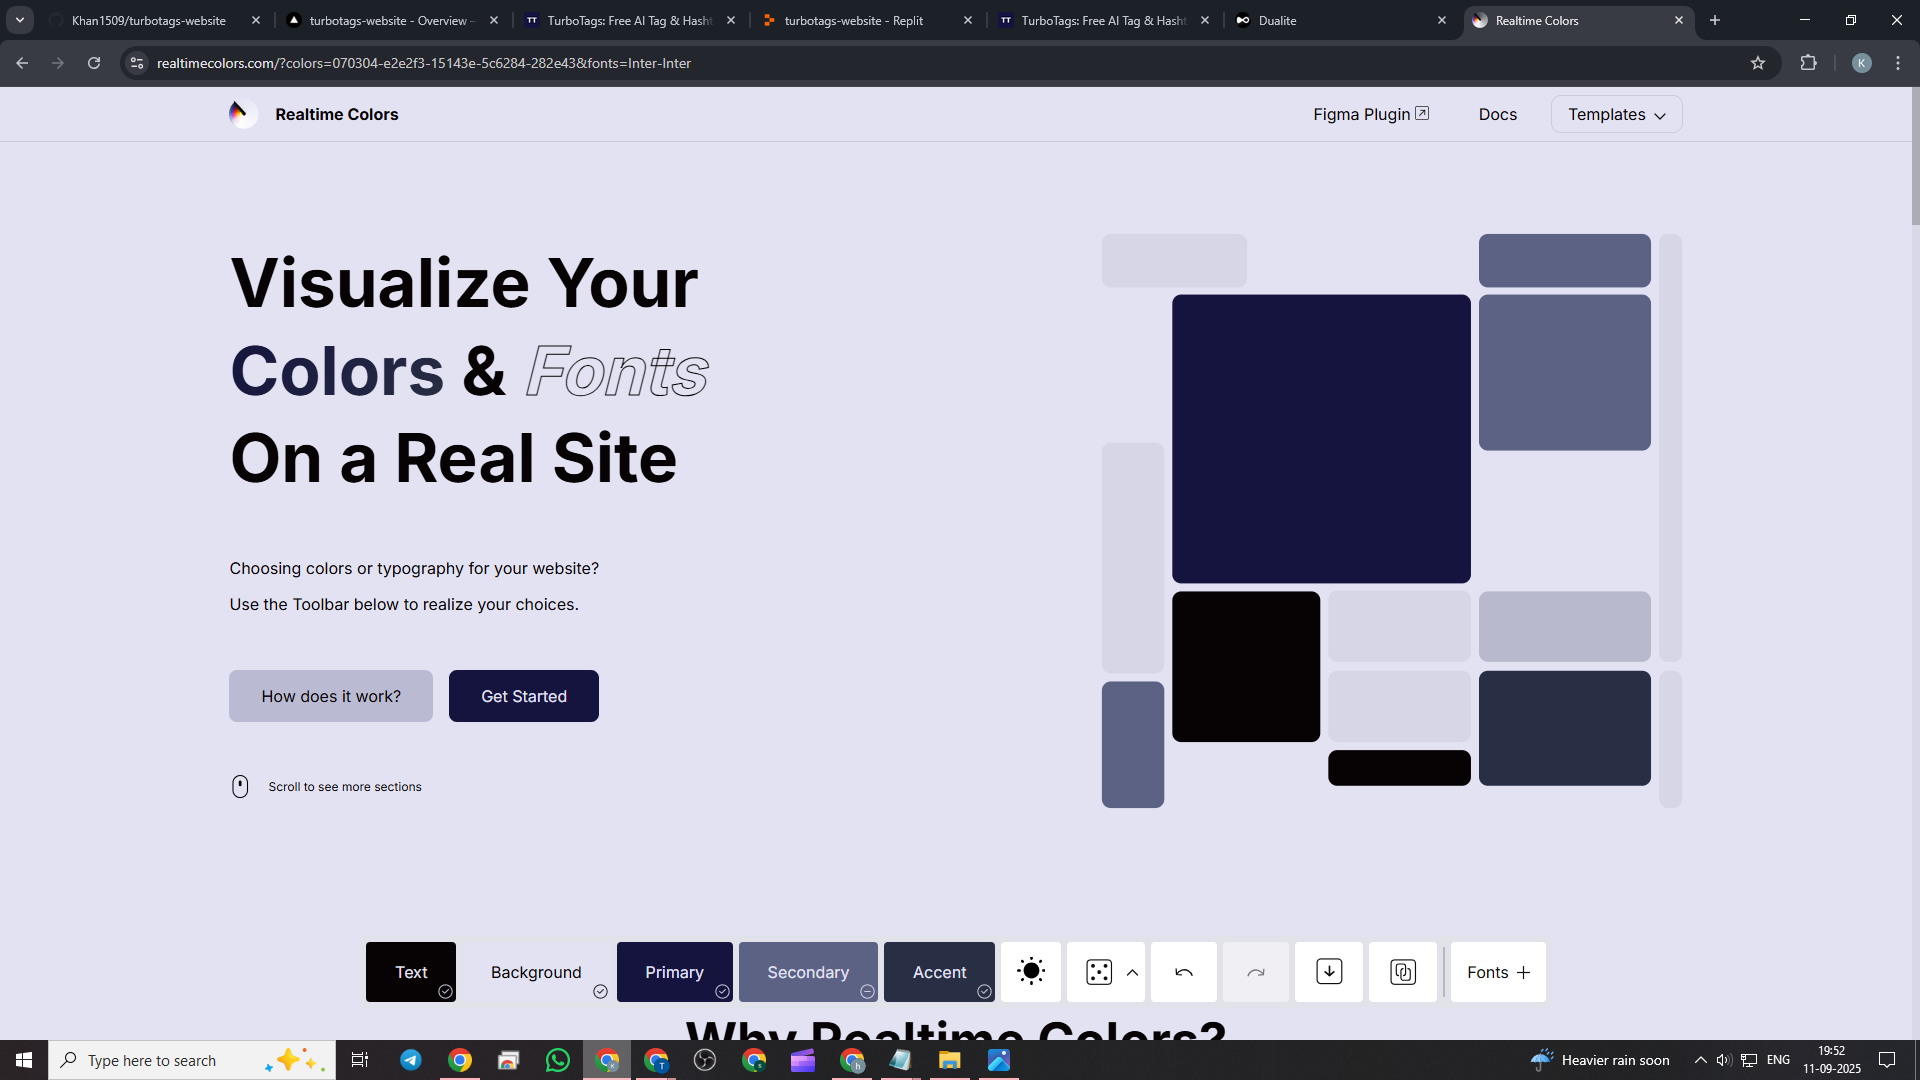 Khan1509/turbotags-website
turbotags-website - Overview -
TT TurboTags: Free AI Tag & Hasht
turbotags-website - Replit
TT TurboTags: Free AI Tag & Hasht
Dualite
Realtime Colors
realtimecolors.com/?colors=070304-e2e2f3-15143e-5c6284-282e43&fonts=Inter-Inter
K
Realtime Colors
Figma Plugin
Docs
Templates
Visualize Your
Colors & Fonts
On a Real Site
Choosing colors or typography for your website?
Use the Toolbar below to realize your choices.
How does it work?
Get Started
Scroll to see more sections
Text
Background
Primary
Secondary
Accent
Fonts
Why Realtime Colors?
Type here to search
Heavier rain soon
ENG
19:52
11-09-2025